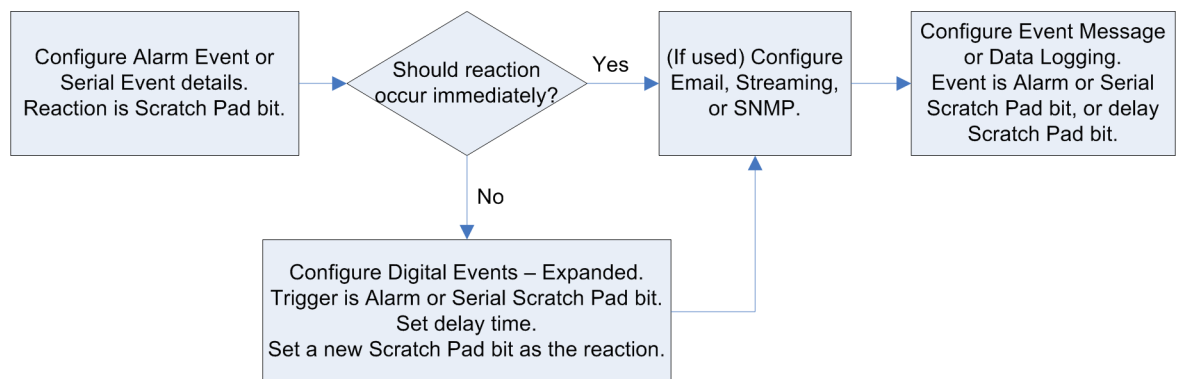 Configure Alarm Event or
Serial Event details.
Reaction is Scratch Pad bit.
Should reaction
occur immediately?
Yes
(If used) Configure
Email, Streaming,
or SNMP.
Configure Event Message
or Data Logging.
Event is Alarm or Serial
Scratch Pad bit, or delay
Scratch Pad bit.
No
Configure Digital Events – Expanded.
Trigger is Alarm or Serial Scratch Pad bit.
Set delay time.
Set a new Scratch Pad bit as the reaction.